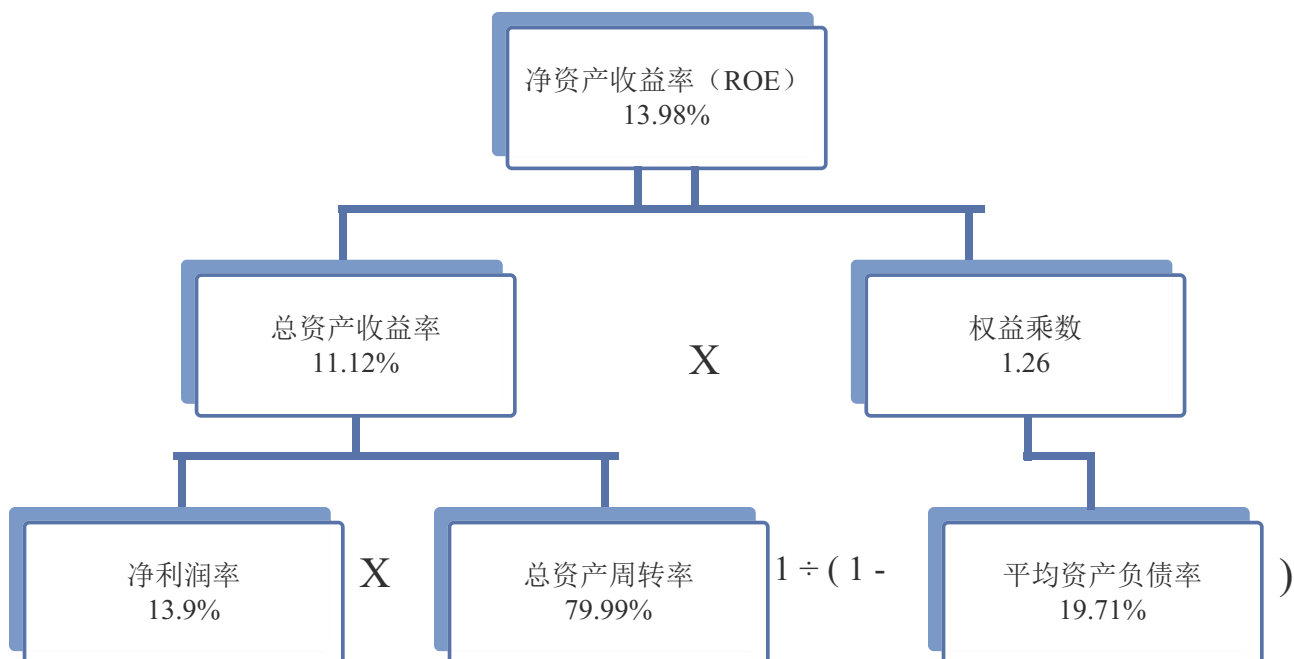 净资产收益率（ROE）
13.98%
总资产收益率
11.12%
X
权益乘数
1.26
净利润率
13.9%
X
总资产周转率
79.99%
1 ÷ ( 1 -
平均资产负债率
19.71%
)